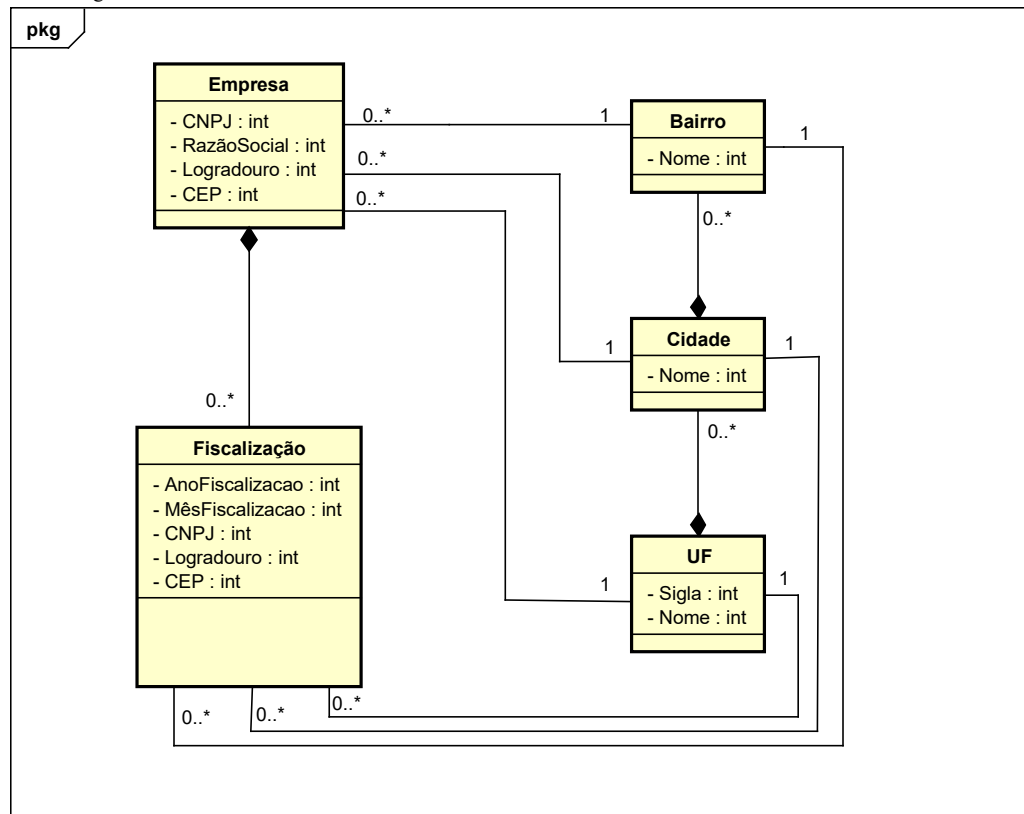 pkg
Empresa
- CNPJ : int
- RazãoSocial : int
- Logradouro : int
- CEP : int
0..*
1
0..*
0..*
Bairro
- Nome : int
1
0..*
Cidade
- Nome : int
1
1
0..*
0..*
Fiscalização
- AnoFiscalizacao : int
- MêsFiscalizacao : int
- CNPJ : int
- Logradouro : int
- CEP : int
UF
- Sigla : int
- Nome : int
1
1
0..*
0..*
0..*